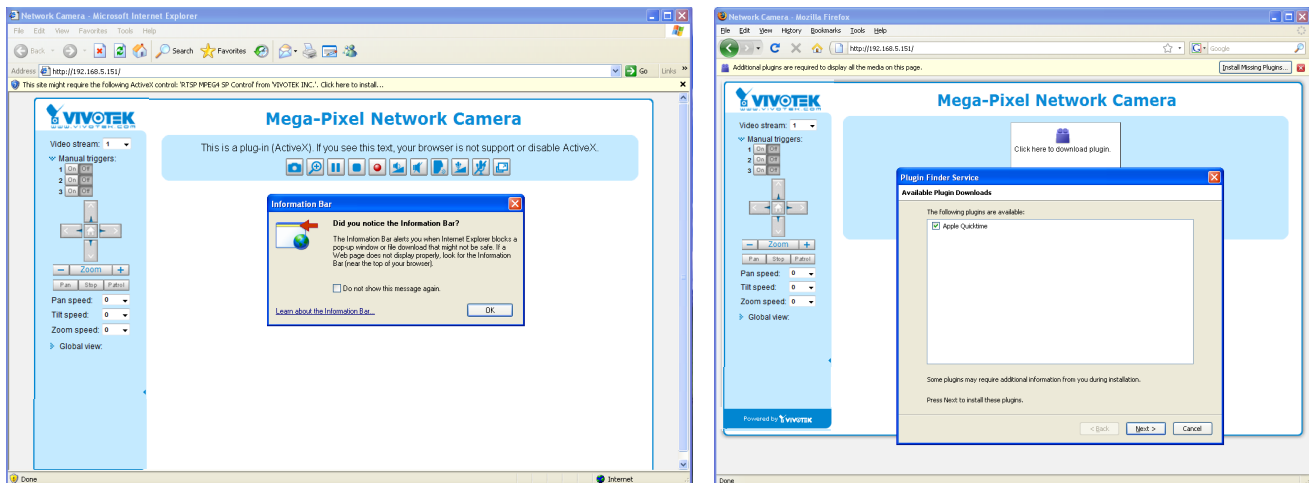 Network Camera - Microsoft Internet Explorer
File Edit View Favorites Tools Help
Back Search Favorites
Address http://192.168.5.151/ Go Links »
This site might require the following ActiveX control: 'RTSP MPEG4 SP Control' from 'VIVOTEK INC.'. Click here to install...
VIVOTEK
WWW.VIVOTEK.COM
Mega-Pixel Network Camera
Video stream: 1
Manual triggers:
1 On Off
2 On Off
3 On Off
This is a plug-in (ActiveX). If you see this text, your browser is not support or disable ActiveX.
Zoom
Pan Stop Patrol
Pan speed: 0
Tilt speed: 0
Zoom speed: 0
Global view:
Information Bar
Did you notice the Information Bar?
The Information Bar alerts you when Internet Explorer blocks a
pop-up window or file download that might not be safe. If a
Web page does not display properly, look for the Information
Bar (near the top of your browser).
Do not show this message again.
Learn about the Information Bar...
OK
Done Internet
Network Camera - Mozilla Firefox
File Edit View History Bookmarks Tools Help
http://192.168.5.151/ Google
Additional plugins are required to display all the media on this page. Install Missing Plugins...
VIVOTEK
WWW.VIVOTEK.COM
Mega-Pixel Network Camera
Video stream: 1
Manual triggers:
1 On Off
2 On Off
3 On Off
Click here to download plugin.
Zoom
Pan Stop Patrol
Pan speed: 0
Tilt speed: 0
Zoom speed: 0
Global view:
Powered by VIVOTEK
Plugin Finder Service
Available Plugin Downloads
The following plugins are available:
Apple Quicktime
Some plugins may require additional information from you during installation.
Press Next to install these plugins.
< Back Next > Cancel
Done